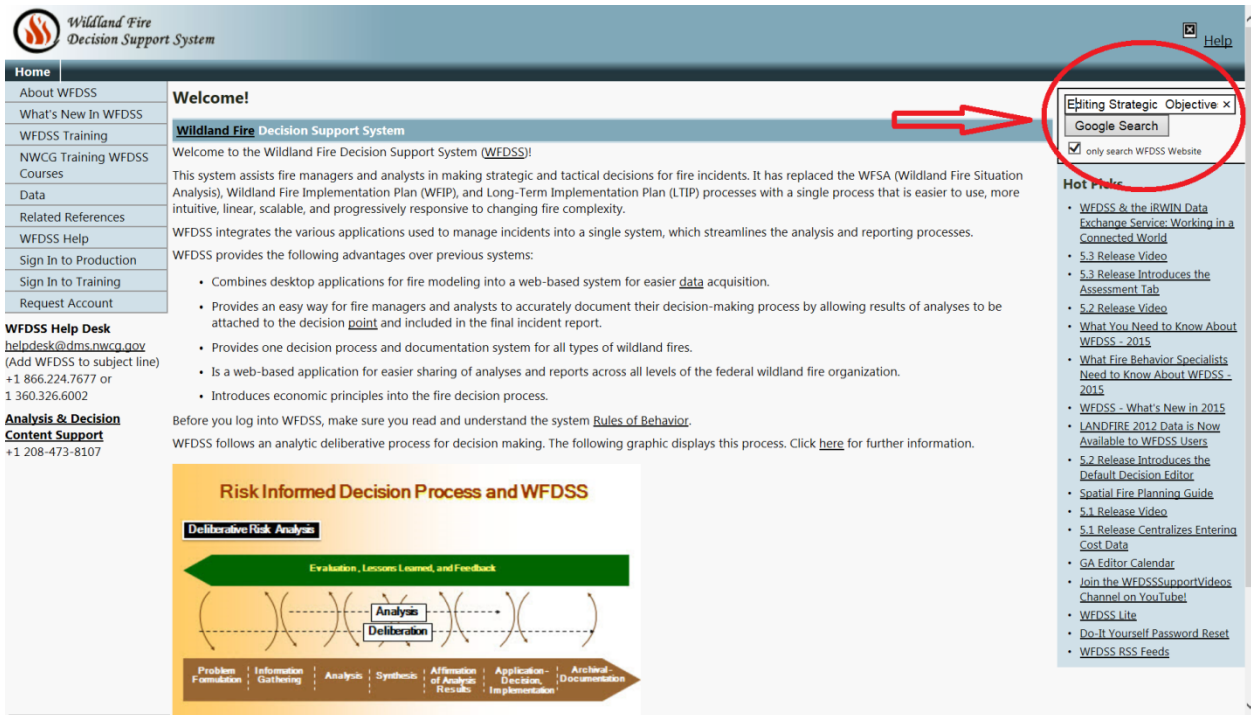 Wildland Fire
Decision Support System
Help
Home
About WFDSS
What's New In WFDSS
WFDSS Training
NWCG Training WFDSS
Courses
Data
Related References
WFDSS Help
Sign In to Production
Sign In to Training
Request Account
WFDSS Help Desk
helpdesk@dms.nwcg.gov
(Add WFDSS to subject line)
+1 866.224.7677 or
1 360.326.6002
Analysis & Decision
Content Support
+1 208-473-8107
Welcome!
Wildland Fire Decision Support System
Welcome to the Wildland Fire Decision Support System (WFDSS)!
This system assists fire managers and analysts in making strategic and tactical decisions for fire incidents. It has replaced the WFSA (Wildland Fire Situation
Analysis), Wildland Fire Implementation Plan (WFIP), and Long-Term Implementation Plan (LTIP) processes with a single process that is easier to use, more
intuitive, linear, scalable, and progressively responsive to changing fire complexity.
WFDSS integrates the various applications used to manage incidents into a single system, which streamlines the analysis and reporting processes.
WFDSS provides the following advantages over previous systems:
• Combines desktop applications for fire modeling into a web-based system for easier data acquisition.
• Provides an easy way for fire managers and analysts to accurately document their decision-making process by allowing results of analyses to be
attached to the decision point and included in the final incident report.
• Provides one decision process and documentation system for all types of wildland fires.
• Is a web-based application for easier sharing of analyses and reports across all levels of the federal wildland fire organization.
• Introduces economic principles into the fire decision process.
Before you log into WFDSS, make sure you read and understand the system Rules of Behavior.
WFDSS follows an analytic deliberative process for decision making. The following graphic displays this process. Click here for further information.
Risk Informed Decision Process and WFDSS
Deliberative Risk Analysis
Evaluation, Lessons Learned, and Feedback
Analysis
Deliberation
Problem
Formulation
Information
Gathering
Analysis
Synthesis
Affirmation
of Analysis
Results
Application-
Decision,
Implementation
Archival-
Documentation
Editing Strategic Objective ×
Google Search
only search WFDSS Website
Hot Picks
• WFDSS & the iRWIN Data
Exchange Service: Working in a
Connected World
• 5.3 Release Video
• 5.3 Release Introduces the
Assessment Tab
• 5.2 Release Video
• What You Need to Know About
WFDSS - 2015
• What Fire Behavior Specialists
Need to Know About WFDSS -
2015
• WFDSS - What's New in 2015
• LANDFIRE 2012 Data is Now
Available to WFDSS Users
• 5.2 Release Introduces the
Default Decision Editor
• Spatial Fire Planning Guide
• 5.1 Release Video
• 5.1 Release Centralizes Entering
Cost Data
• GA Editor Calendar
• Join the WFDSSSupportVideos
Channel on YouTube!
• WFDSS Lite
• Do-It Yourself Password Reset
• WFDSS RSS Feeds